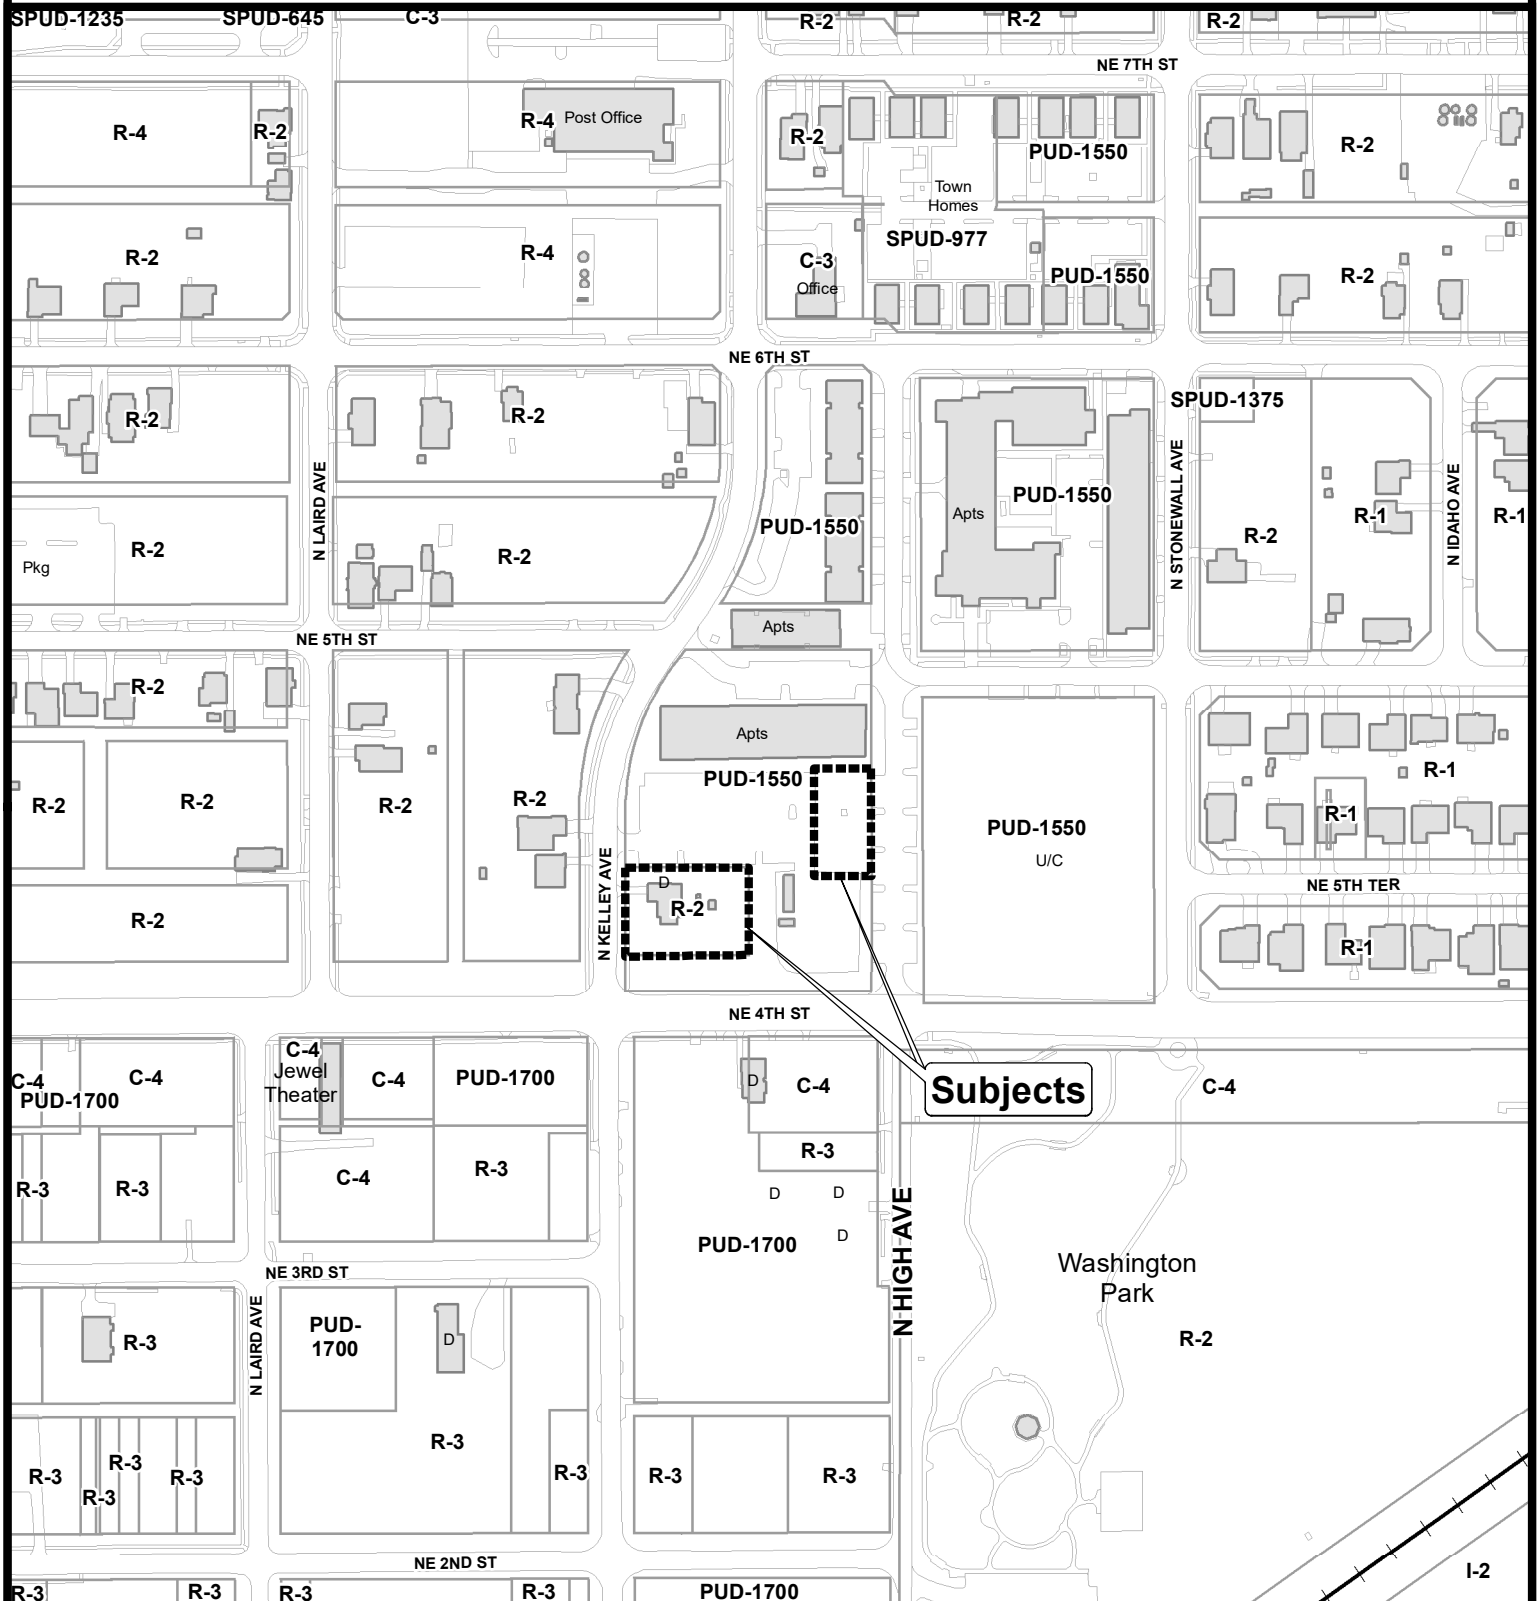 SPUD-1235
SPUD-645
C-3
R-2
R-2
R-2
NE 7TH ST
R-4
R-2
R-4
Post Office
R-2
PUD-1550
R-2
Town
Homes
R-2
R-4
SPUD-977
C-3
Office
PUD-1550
R-2
NE 6TH ST
R-2
R-2
SPUD-1375
N LAIRD AVE
PUD-1550
Apts
PUD-1550
N STONEWALL AVE
R-2
R-1
N IDAHO AVE
R-1
R-2
Pkg
R-2
NE 5TH ST
Apts
R-2
Apts
PUD-1550
R-1
R-2
R-2
R-2
R-2
PUD-1550
U/C
R-1
N KELLEY AVE
D
R-2
NE 5TH TER
R-2
R-1
NE 4TH ST
C-4
Jewel
Theater
C-4
PUD-1700
C-4
C-4
PUD-1700
D
C-4
Subjects
C-4
R-3
R-3
R-3
C-4
R-3
D
D
D
PUD-1700
N HIGH AVE
Washington
Park
NE 3RD ST
N LAIRD AVE
R-3
PUD-
1700
D
R-2
R-3
R-3
R-3
R-3
R-3
R-3
R-3
R-3
NE 2ND ST
I-2
R-3
R-3
R-3
R-3
PUD-1700